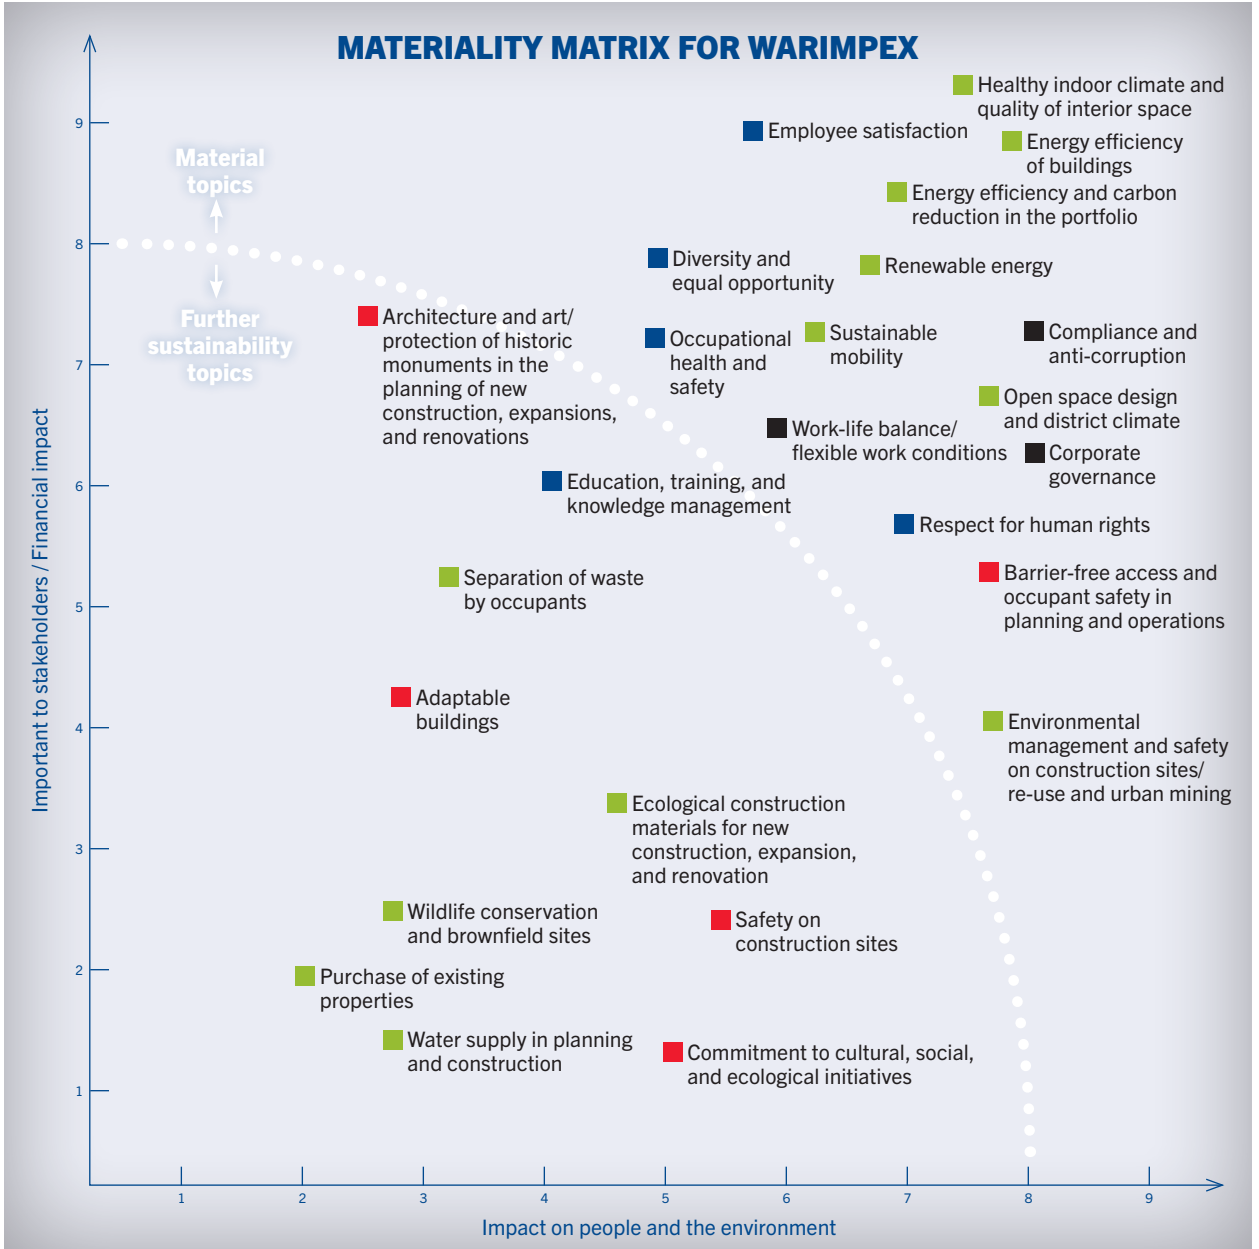 MATERIALITY MATRIX FOR WARIMPEX
Important to stakeholders / Financial impact
9
8
7
6
5
4
3
2
1
Material
topics
Further
sustainability
topics
Healthy indoor climate and
quality of interior space
Employee satisfaction
Energy efficiency
of buildings
Energy efficiency and carbon
reduction in the portfolio
Diversity and
equal opportunity
Renewable energy
Architecture and art/
protection of historic
monuments in the
planning of new
construction, expansions,
and renovations
Occupational
health and
safety
Sustainable
mobility
Compliance and
anti-corruption
Open space design
and district climate
Work-life balance/
flexible work conditions
Corporate
governance
Education, training, and
knowledge management
Respect for human rights
Separation of waste
by occupants
Barrier-free access and
occupant safety in
planning and operations
Adaptable
buildings
Environmental
management and safety
on construction sites/
re-use and urban mining
Ecological construction
materials for new
construction, expansion,
and renovation
Wildlife conservation
and brownfield sites
Safety on
construction sites
Purchase of existing
properties
Water supply in planning
and construction
Commitment to cultural, social,
and ecological initiatives
1 2 3 4 5 6 7 8 9
Impact on people and the environment